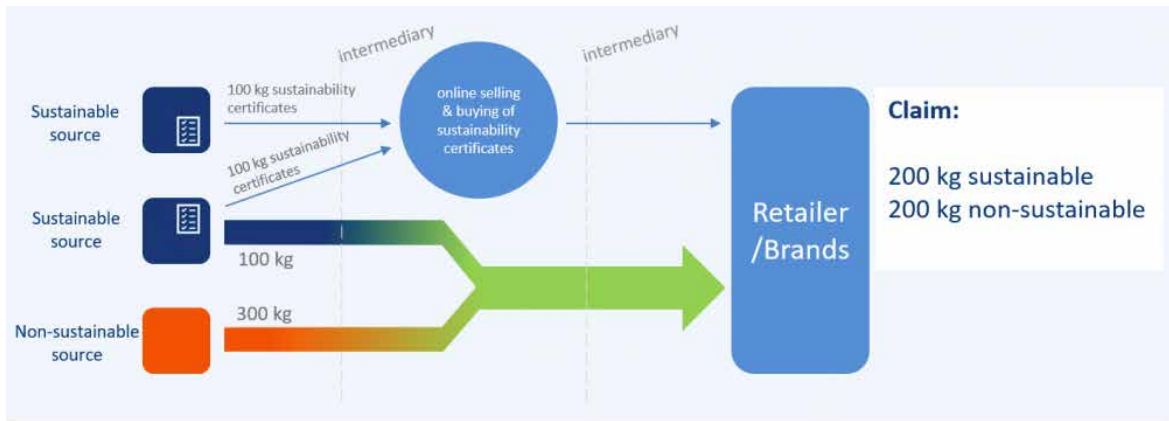 intermediary
intermediary
Sustainable
source
100 kg sustainability
certificates
online selling
& buying of
sustainability
certificates
100 kg sustainability
certificates
Sustainable
source
100 kg
Non-sustainable
source
300 kg
Retailer
/Brands
Claim:
200 kg sustainable
200 kg non-sustainable